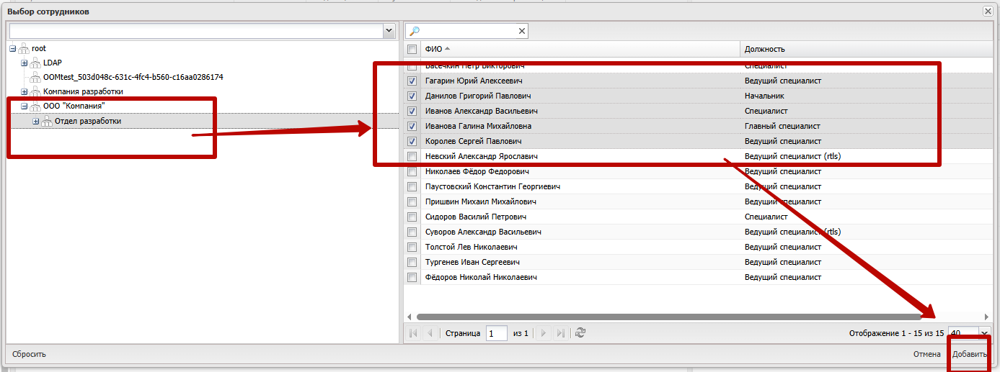 Выбор сотрудников
root
LDAP
OOMtest_503d048c-631c-4fc4-b560-c16aa0286174
Компания разработки
ООО "Компания"
Отдел разработки
ФИО Должность
Васечкин Петр Викторович Специалист
Гагарин Юрий Алексеевич Ведущий специалист
Данилов Григорий Павлович Начальник
Иванов Александр Васильевич Специалист
Иванова Галина Михайловна Главный специалист
Королев Сергей Павлович Ведущий специалист
Невский Александр Ярославич Ведущий специалист (rtls)
Николаев Фёдор Федорович Ведущий специалист
Паустовский Константин Георгиевич Ведущий специалист
Пришвин Михаил Михайлович Ведущий специалист
Сидоров Василий Петрович Специалист
Суворов Александр Васильевич Ведущий специалист (rtls)
Толстой Лев Николаевич Ведущий специалист
Тургенев Иван Сергеевич Ведущий специалист
Фёдоров Николай Николаевич Ведущий специалист
Страница 1 из 1 Отображение 1 - 15 из 15 40
Сбросить Отмена Добавить